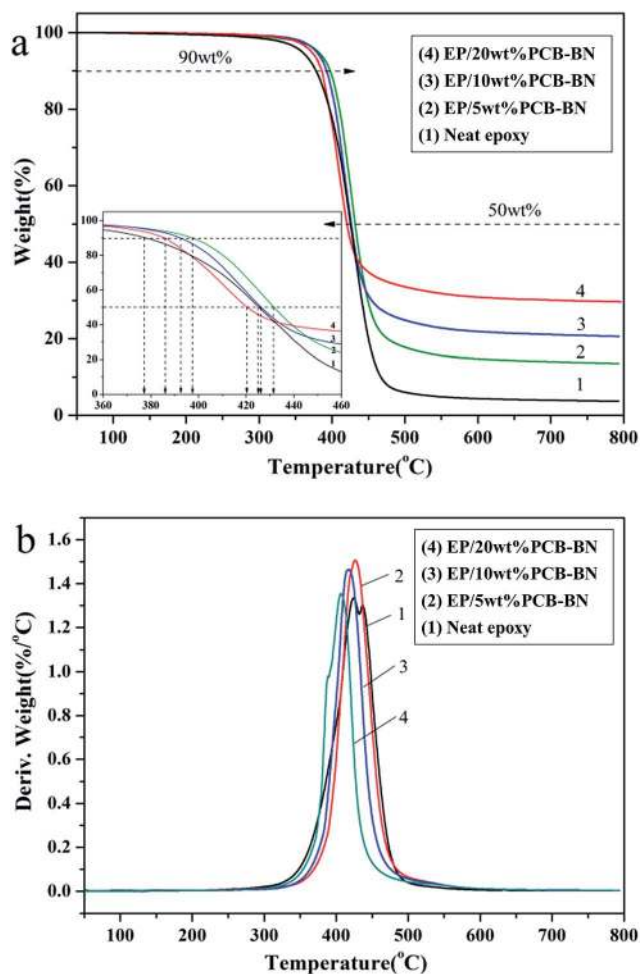 a
100
80
60
40
20
0
Weight(%)
90wt%
(4) EP/20wt%PCB-BN
(3) EP/10wt%PCB-BN
(2) EP/5wt%PCB-BN
(1) Neat epoxy
50wt%
100
80
60
40
20
0
360 380 400 420 440 460
4
3
2
1
4
3
2
1
100 200 300 400 500 600 700 800
Temperature(°C)
b
1.6
1.4
1.2
1.0
0.8
0.6
0.4
0.2
0.0
Deriv. Weight(%/°C)
(4) EP/20wt%PCB-BN
(3) EP/10wt%PCB-BN
(2) EP/5wt%PCB-BN
(1) Neat epoxy
2
1
3
4
100 200 300 400 500 600 700 800
Temperature(°C)